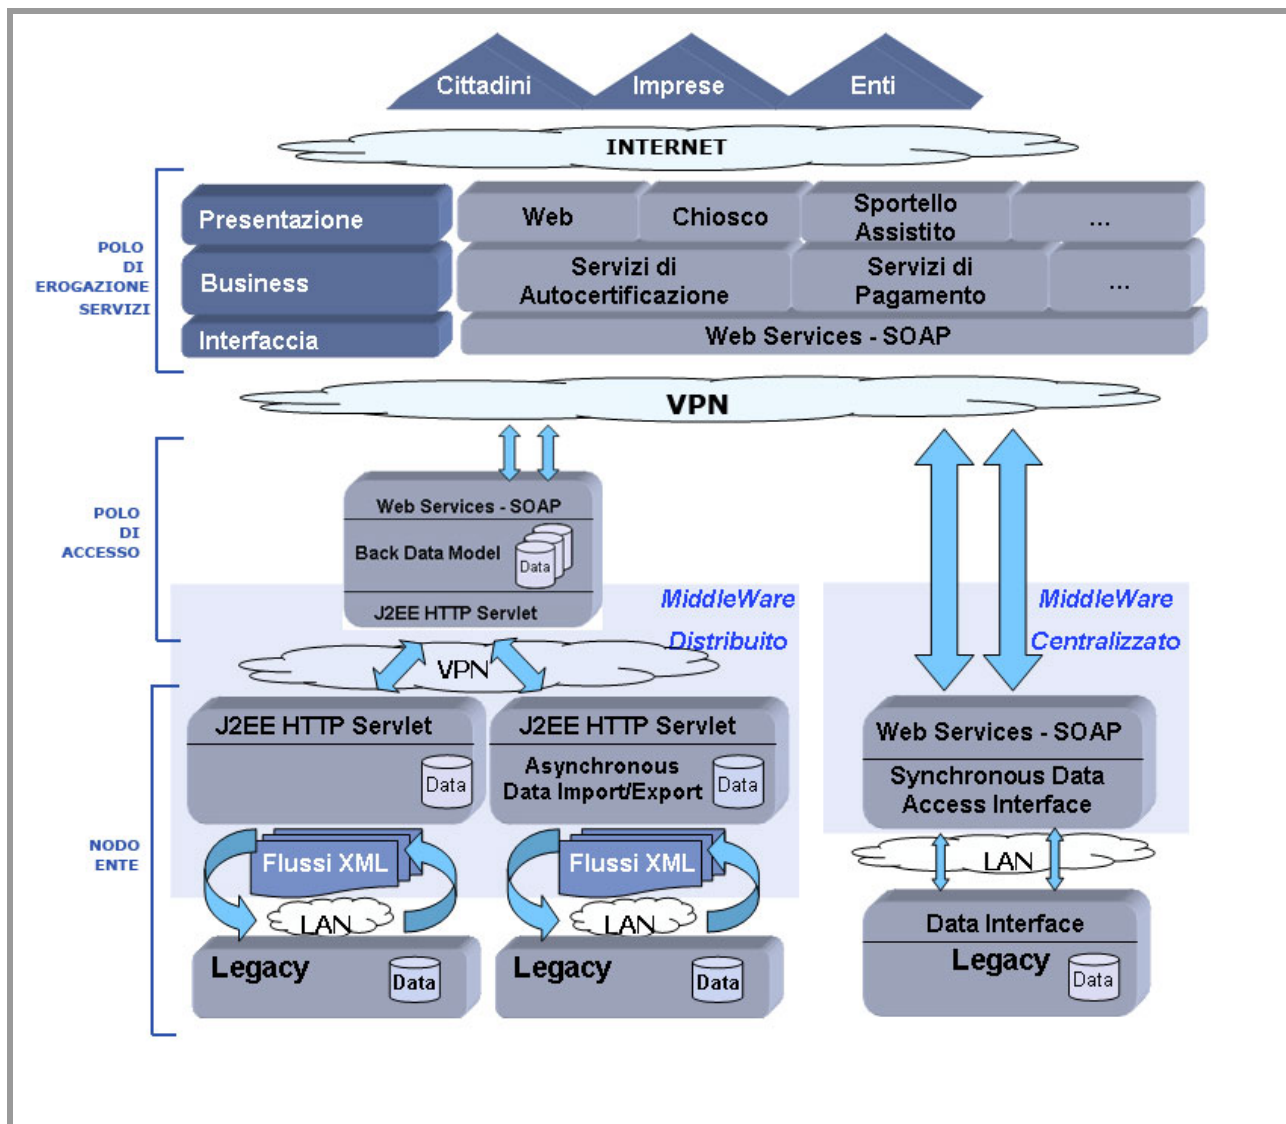 Cittadini
Imprese
Enti
INTERNET
POLO
DI
EROGAZIONE
SERVIZI
Presentazione
Web
Chiosco
Sportello
Assistito
...
Business
Servizi di
Autocertificazione
Servizi di
Pagamento
...
Interfaccia
Web Services - SOAP
VPN
POLO
DI
ACCESSO
Web Services - SOAP
Back Data Model
Data
J2EE HTTP Servlet
MiddleWare
Distribuito
MiddleWare
Centralizzato
VPN
NODO
ENTE
J2EE HTTP Servlet
Data
J2EE HTTP Servlet
Asynchronous
Data Import/Export
Data
Web Services - SOAP
Synchronous Data
Access Interface
Flussi XML
Flussi XML
LAN
LAN
LAN
Legacy
Data
Legacy
Data
Data Interface
Legacy
Data